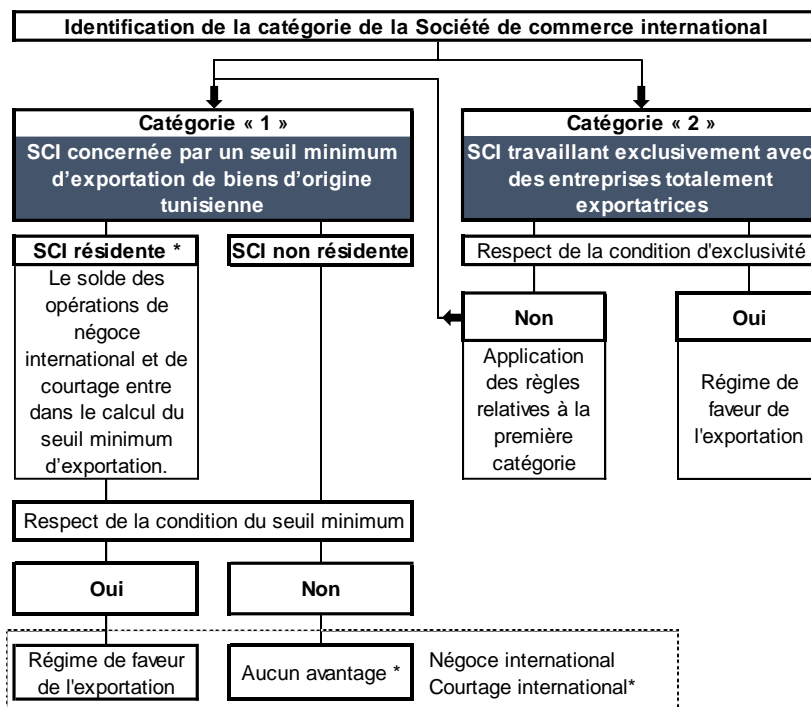 Identification de la catégorie de la Société de commerce international
Catégorie « 1 »
SCI concernée par un seuil minimum
d'exportation de biens d'origine
tunisienne
Catégorie « 2 »
SCI travaillant exclusivement avec
des entreprises totalement
exportatrices
SCI résidente *
SCI non résidente
Le solde des
opérations de
négoce
international et de
courtage entre
dans le calcul du
seuil minimum
d'exportation.
Respect de la condition d'exclusivité
Non
Oui
Application
des règles
relatives à la
première
catégorie
Régime de
faveur de
l'exportation
Respect de la condition du seuil minimum
Oui
Non
Régime de faveur
de l'exportation
Aucun avantage *
Négoce international
Courtage international*